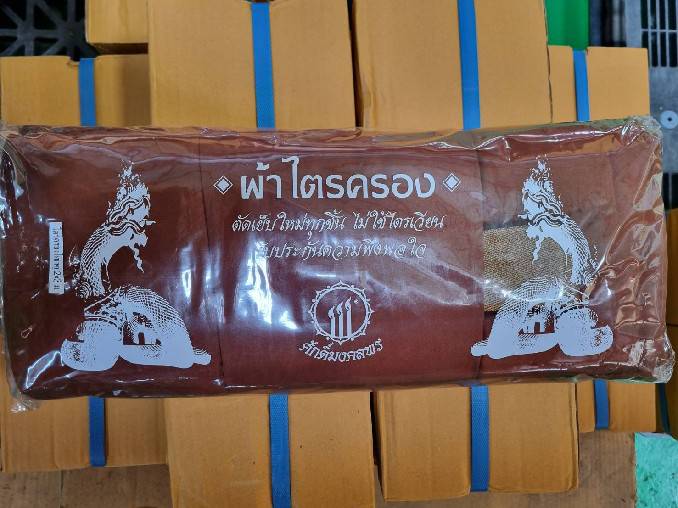 ผ้าไตรครอง
ตัดเย็บใหม่ทุกชิ้น ไม่ใช้ไตรเวียน
รับประกันความพึงพอใจ
ศักดิ์มงคลพร